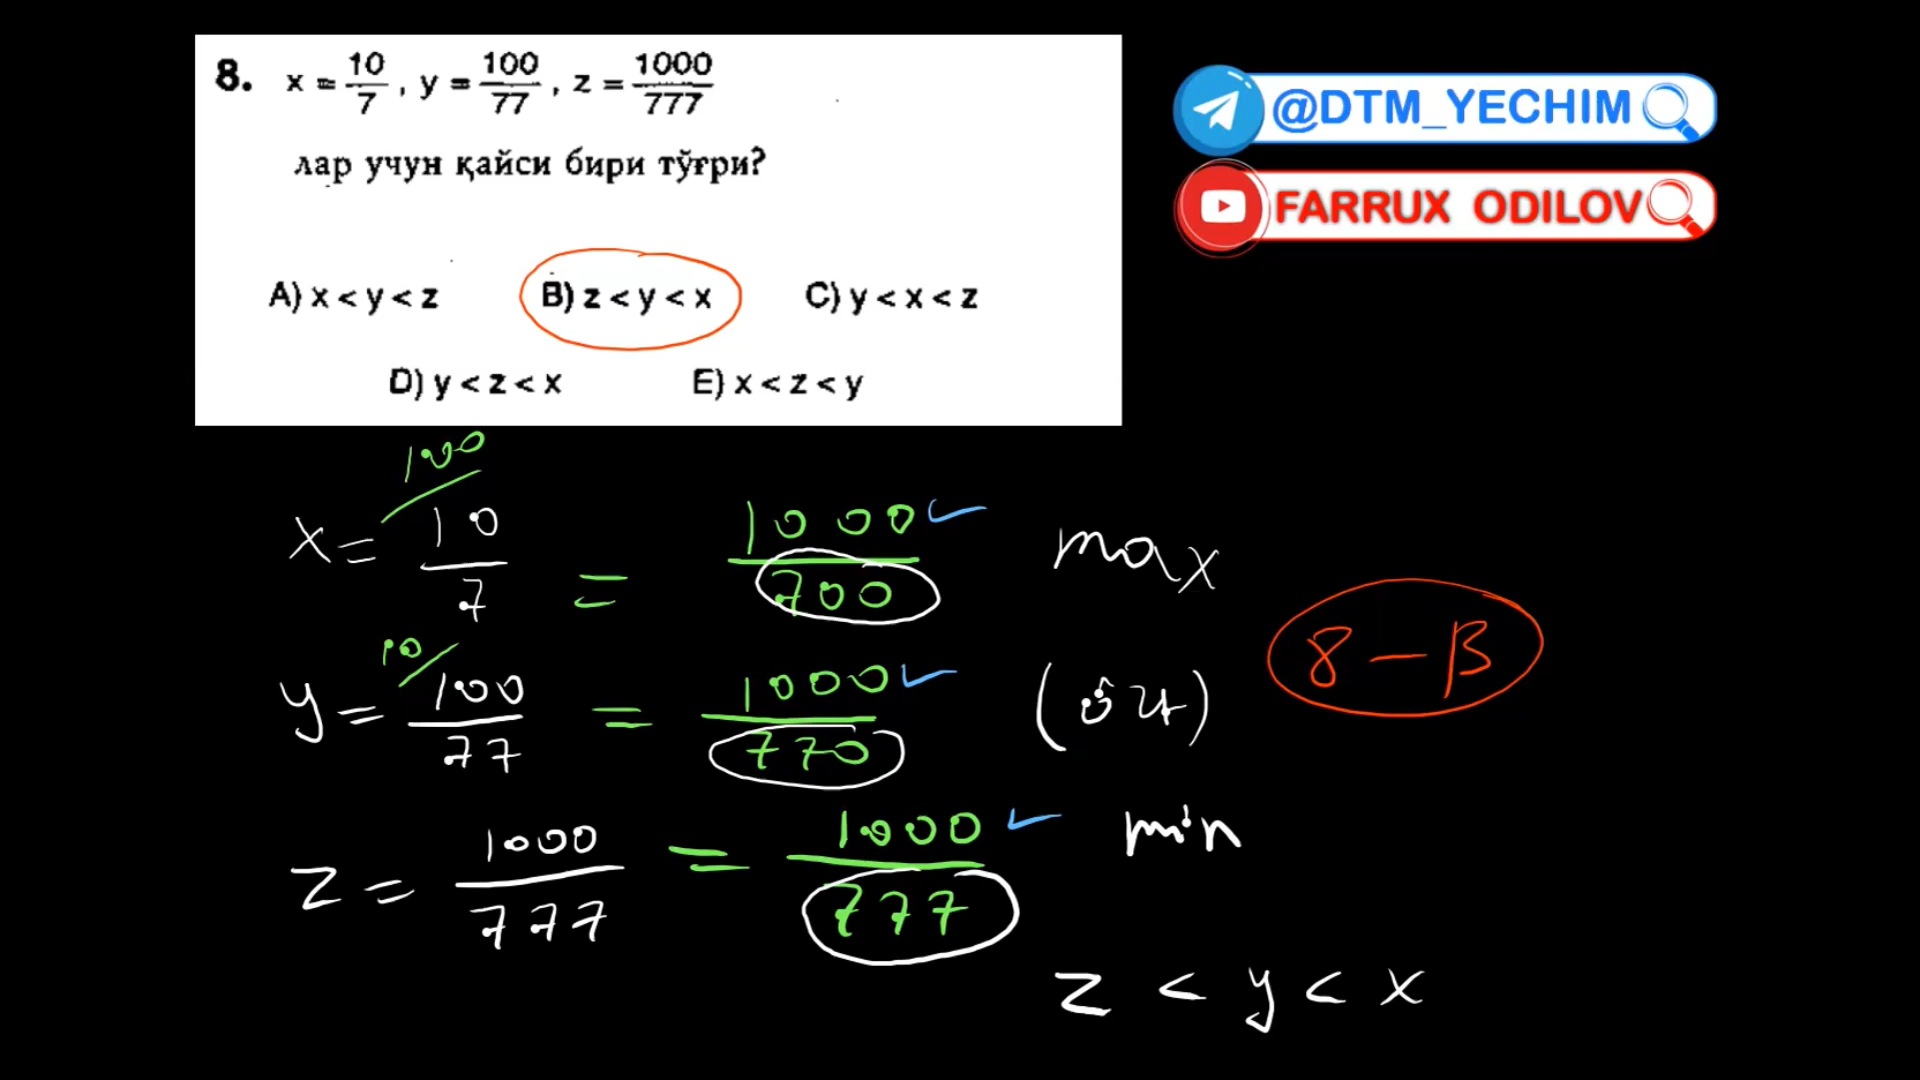 8. x = 10/7, y = 100/77, z = 1000/777
лар учун қайси бири тўғри?
A) x < y < z B) z < y < x C) y < x < z
D) y < z < x E) x < z < y
@DTM_YECHIM
FARRUX ODILOV
100/
x = 10/7 = 1000/700 max
10/
y = 100/77 = 1000/770 (o'rt)
z = 1000/777 = 1000/777 min
8 – B
z < y < x